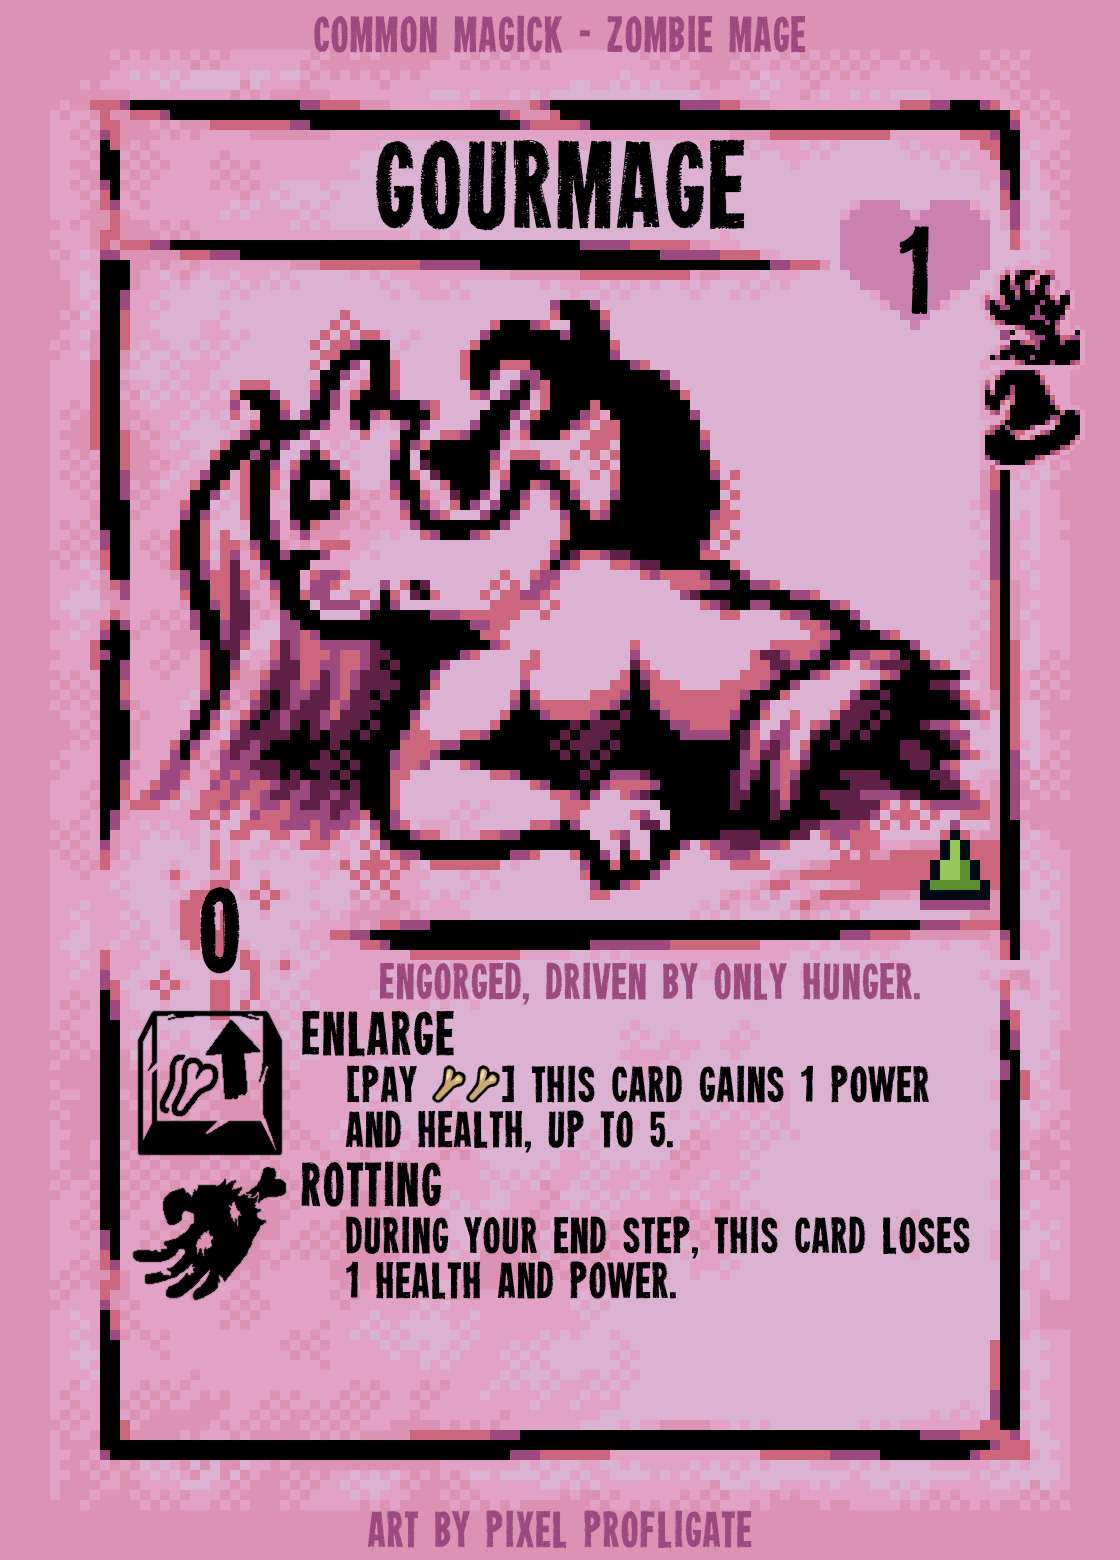 COMMON MAGICK - ZOMBIE MAGE
GOURMAGE
1
0
ENGORGED, DRIVEN BY ONLY HUNGER.
ENLARGE
[PAY ] THIS CARD GAINS 1 POWER
AND HEALTH, UP TO 5.
ROTTING
DURING YOUR END STEP, THIS CARD LOSES
1 HEALTH AND POWER.
ART BY PIXEL PROFLIGATE